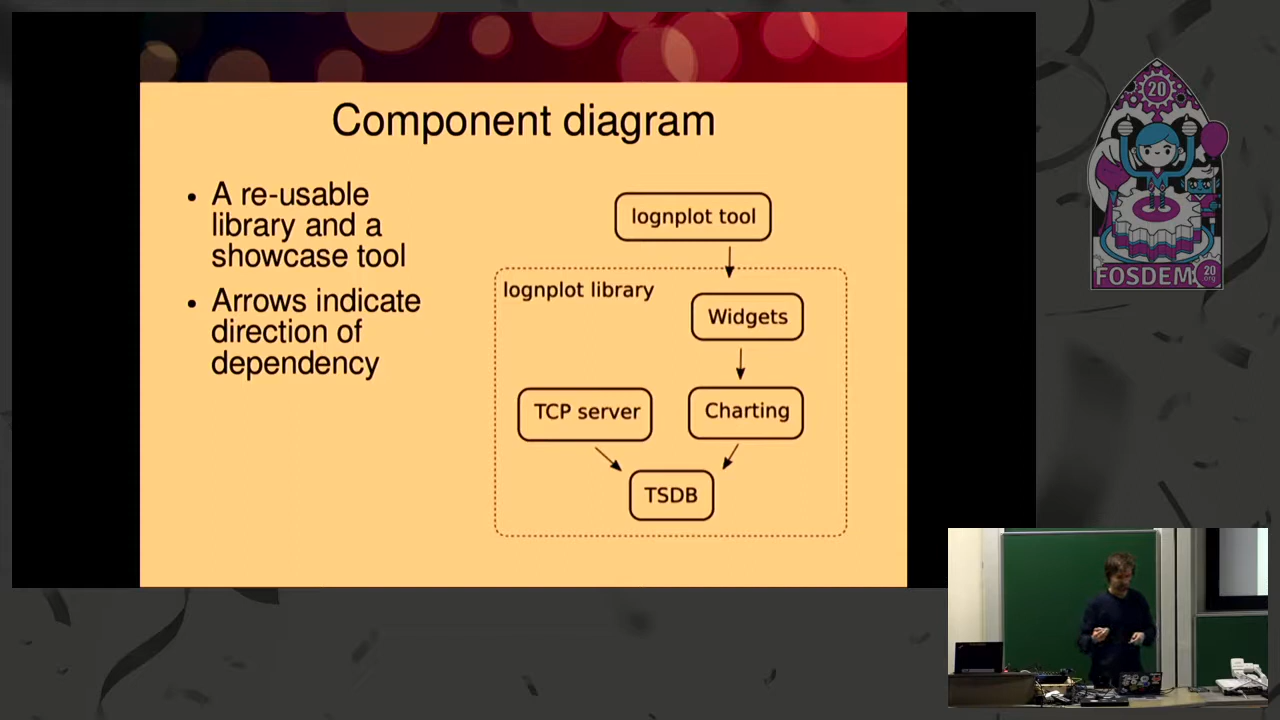 Component diagram
• A re-usable
library and a
showcase tool
• Arrows indicate
direction of
dependency
lognplot tool
lognplot library
Widgets
TCP server
Charting
TSDB
20
FOSDEM
20
.org